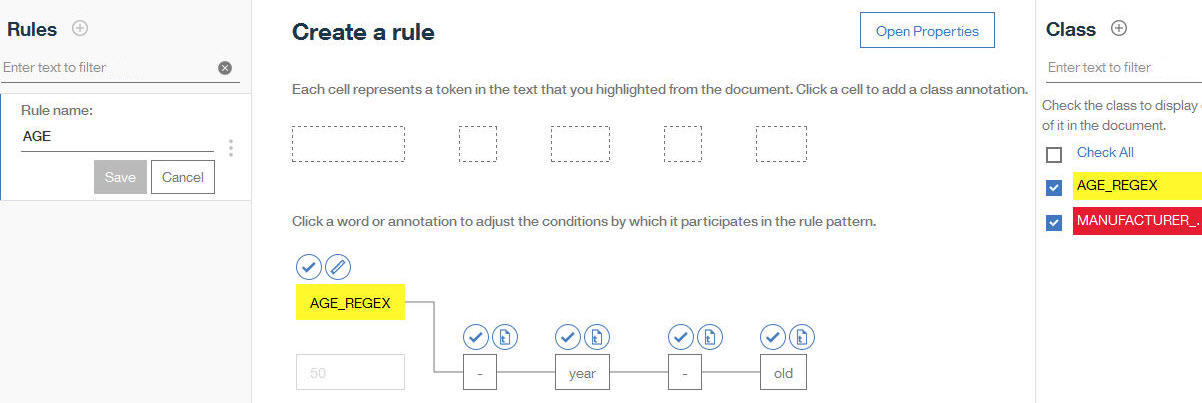 Rules
Enter text to filter
Rule name:
AGE
Save Cancel
Create a rule
Open Properties
Each cell represents a token in the text that you highlighted from the document. Click a cell to add a class annotation.
Click a word or annotation to adjust the conditions by which it participates in the rule pattern.
AGE_REGEX
50 - year - old
Class
Enter text to filter
Check the class to display
of it in the document.
Check All
AGE_REGEX
MANUFACTURER_..